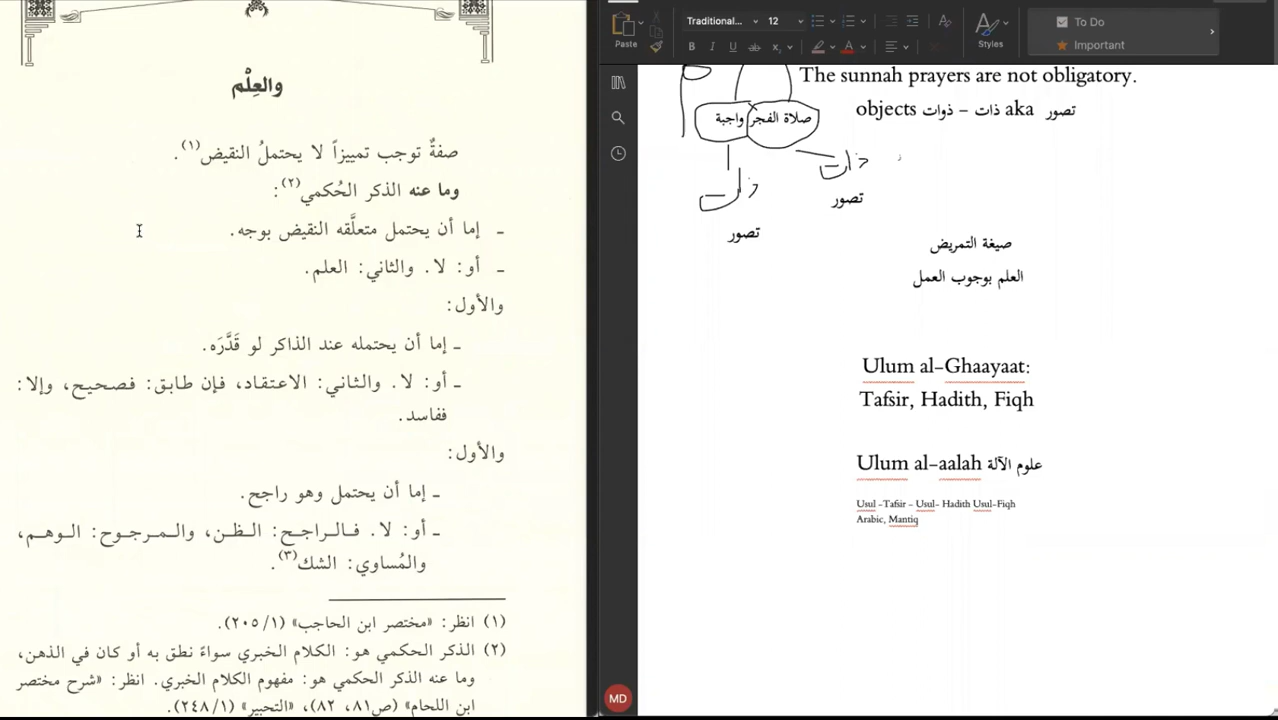 والعِلْم
صفةٌ توجب تمييزاً لا يحتملُ النقيض(١).
وما عنه الذكر الحُكمي(٢):
ـ إما أن يحتمل متعلَّقه النقيض بوجه.
ـ أو: لا. والثاني: العلم.
والأول:
ـ إما أن يحتمله عند الذاكر لو قَدَّرَه.
ـ أو: لا. والثاني: الاعتقاد، فإن طابق: فصحيح، وإلا:
ففاسد.
والأول:
ـ إما أن يحتمل وهو راجح.
ـ أو: لا. فـالـراجـح: الـظـن، والـمـرجـوح: الـوهـم،
والمُساوي: الشك(٣).
(١) انظر: «مختصر ابن الحاجب» (٢٠٥/١).
(٢) الذكر الحكمي هو: الكلام الخبري سواءً نطق به أو كان في الذهن،
وما عنه الذكر الحكمي هو: مفهوم الكلام الخبري. انظر: «شرح مختصر
ابن اللحام» (ص٨١، ٨٢)، «التحبير» (٢٤٨/١).
Paste
Traditional... 12
B I U ab x
A
Styles
To Do
Important
The sunnah prayers are not obligatory.
objects ذوات – ذات aka تصور
صلاة الفجر واجبة
ذات
تصور
ذات
تصور
صيغة التمريض
العلم بوجوب العمل
Ulum al-Ghaayaat:
Tafsir, Hadith, Fiqh
Ulum al-aalah علوم الآلة
Usul -Tafsir - Usul- Hadith Usul-Fiqh
Arabic, Mantiq
MD